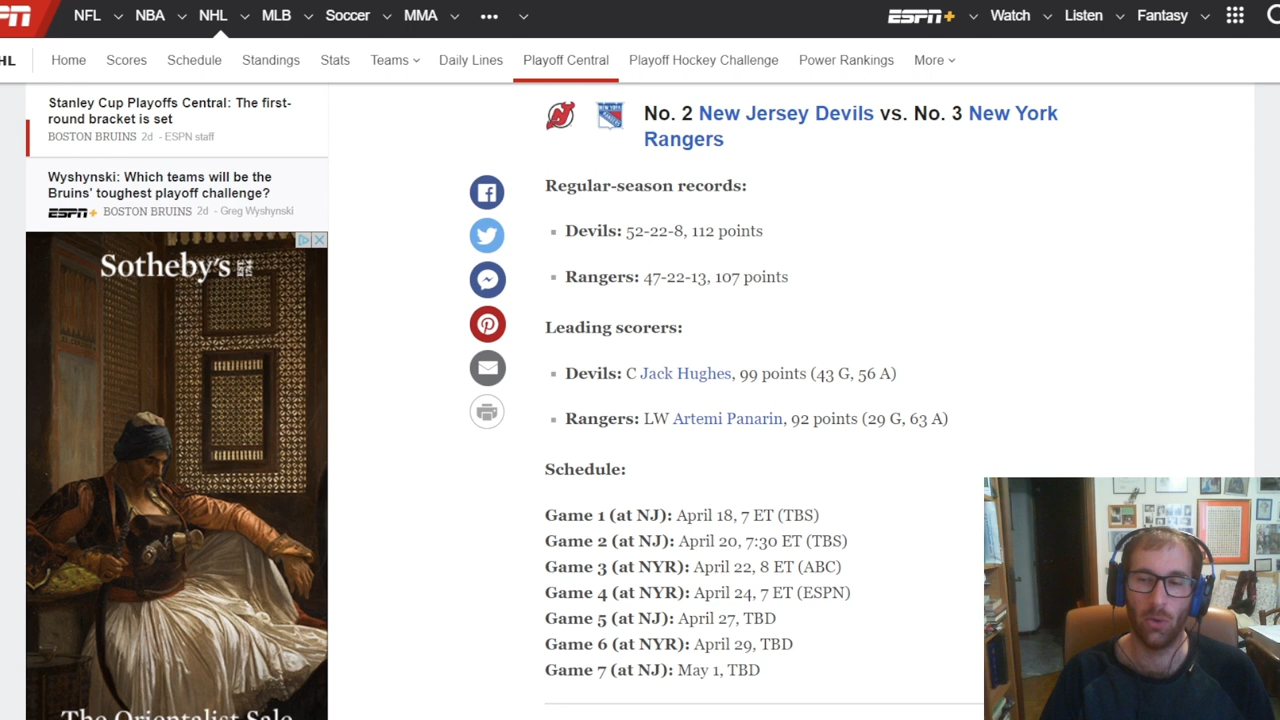 NFL NBA NHL MLB Soccer MMA ••• ESPN+ Watch Listen Fantasy
Home Scores Schedule Standings Stats Teams Daily Lines Playoff Central Playoff Hockey Challenge Power Rankings More
Stanley Cup Playoffs Central: The first-
round bracket is set
BOSTON BRUINS 2d - ESPN staff
Wyshynski: Which teams will be the
Bruins' toughest playoff challenge?
ESPN+ BOSTON BRUINS 2d - Greg Wyshynski
Sotheby's
The Orientalist Sale
No. 2 New Jersey Devils vs. No. 3 New York
Rangers
Regular-season records:
Devils: 52-22-8, 112 points
Rangers: 47-22-13, 107 points
Leading scorers:
Devils: C Jack Hughes, 99 points (43 G, 56 A)
Rangers: LW Artemi Panarin, 92 points (29 G, 63 A)
Schedule:
Game 1 (at NJ): April 18, 7 ET (TBS)
Game 2 (at NJ): April 20, 7:30 ET (TBS)
Game 3 (at NYR): April 22, 8 ET (ABC)
Game 4 (at NYR): April 24, 7 ET (ESPN)
Game 5 (at NJ): April 27, TBD
Game 6 (at NYR): April 29, TBD
Game 7 (at NJ): May 1, TBD